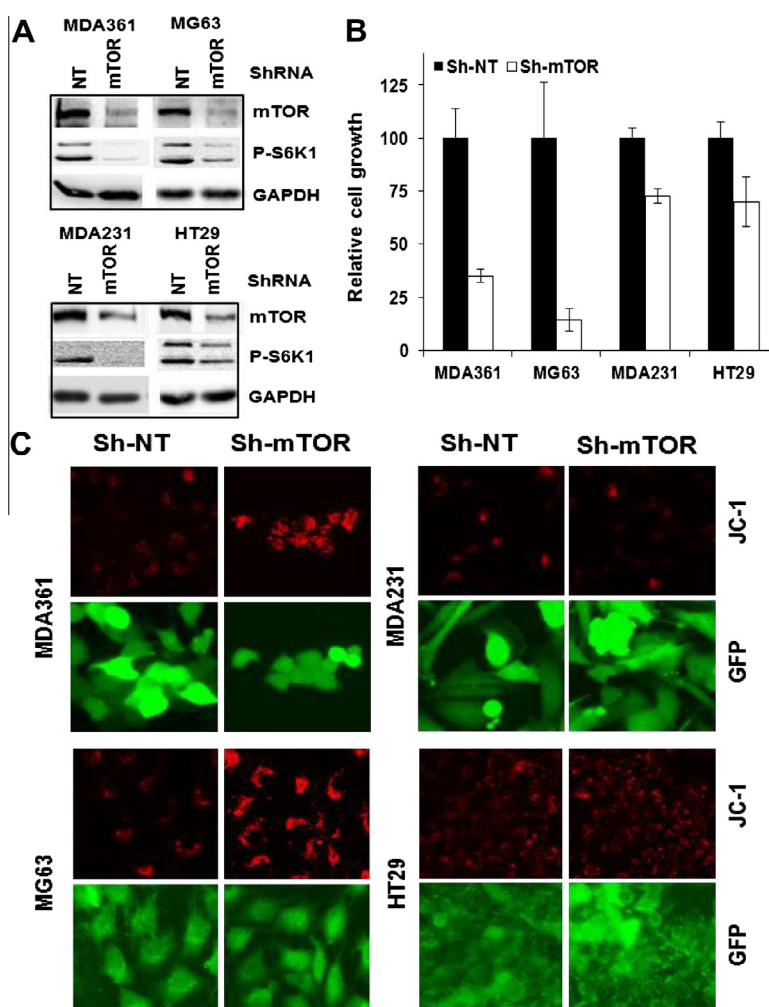 A
MDA361 MG63
NT mTOR NT mTOR ShRNA
mTOR
P-S6K1
GAPDH
MDA231 HT29
NT mTOR NT mTOR ShRNA
mTOR
P-S6K1
GAPDH
B
Sh-NT Sh-mTOR
Relative cell growth
125
100
75
50
25
0
MDA361 MG63 MDA231 HT29
C
Sh-NT Sh-mTOR Sh-NT Sh-mTOR
MDA361
MDA231
JC-1
GFP
MG63
HT29
JC-1
GFP